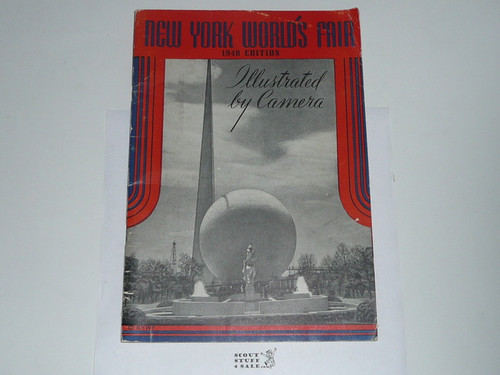 NEW YORK WORLD'S FAIR
1940 EDITION
Illustrated
by Camera
SCOUT
STUFF
4 SALE